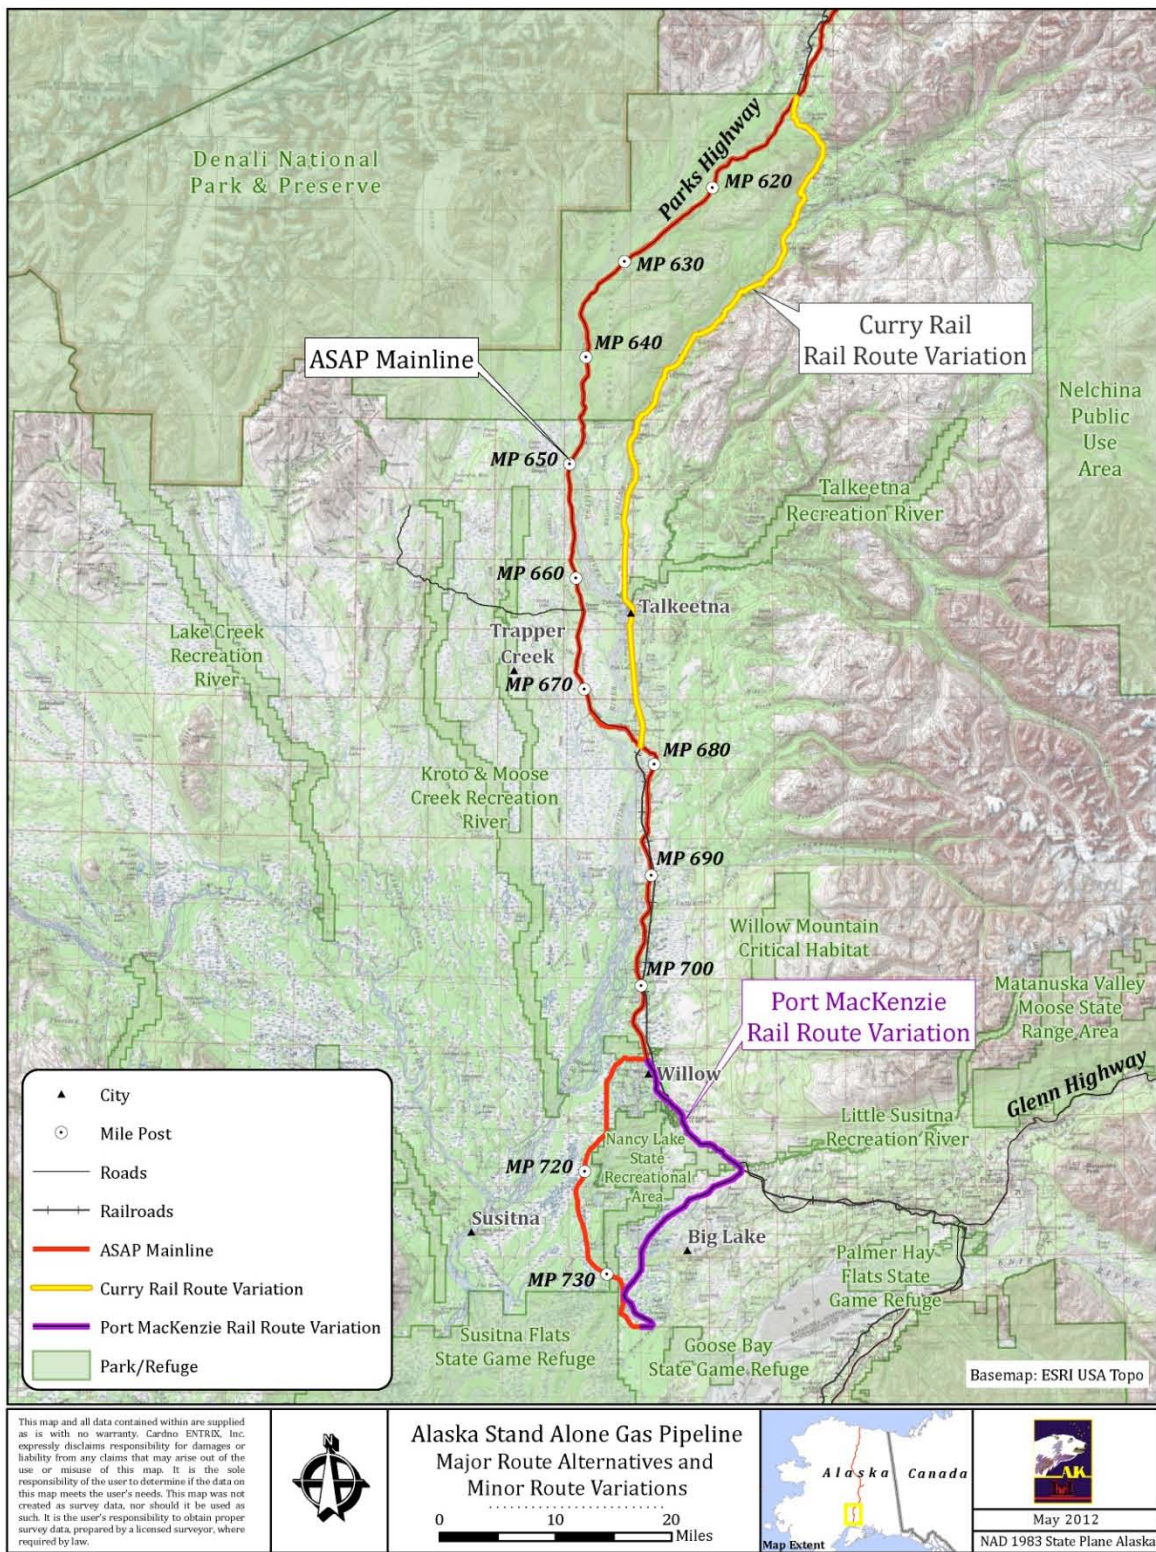 Parks Highway
Denali National
Park & Preserve
MP 620
MP 630
Curry Rail
Rail Route Variation
MP 640
ASAP Mainline
Nelchina
Public
Use
Area
MP 650
Talkeetna
Recreation River
MP 660
Talkeetna
Trapper
Creek
Lake Creek
Recreation
River
MP 670
MP 680
Kroto & Moose
Creek Recreation
River
MP 690
Willow Mountain
Critical Habitat
MP 700
Matanuska Valley
Moose State
Range Area
Port MacKenzie
Rail Route Variation
Glenn Highway
Willow
Little Susitna
Recreation River
Nancy Lake
State
Recreational
Area
MP 720
Susitna
Big Lake
Palmer Hay
Flats State
Game Refuge
MP 730
Susitna Flats
State Game Refuge
Goose Bay
State Game Refuge
City
Mile Post
Roads
Railroads
ASAP Mainline
Curry Rail Route Variation
Port MacKenzie Rail Route Variation
Park/Refuge
Basemap: ESRI USA Topo
This map and all data contained within are supplied
as is with no warranty. Cardno ENTRIX, Inc.
expressly disclaims responsibility for damages or
liability from any claims that may arise out of the
use or misuse of this map. It is the sole
responsibility of the user to determine if the data on
this map meets the user's needs. This map was not
created as survey data, nor should it be used as
such. It is the user's responsibility to obtain proper
survey data, prepared by a licensed surveyor, where
required by law.
N
Alaska Stand Alone Gas Pipeline
Major Route Alternatives and
Minor Route Variations
0 10 20
Miles
Alaska Canada
Map Extent
AK
May 2012
NAD 1983 State Plane Alaska